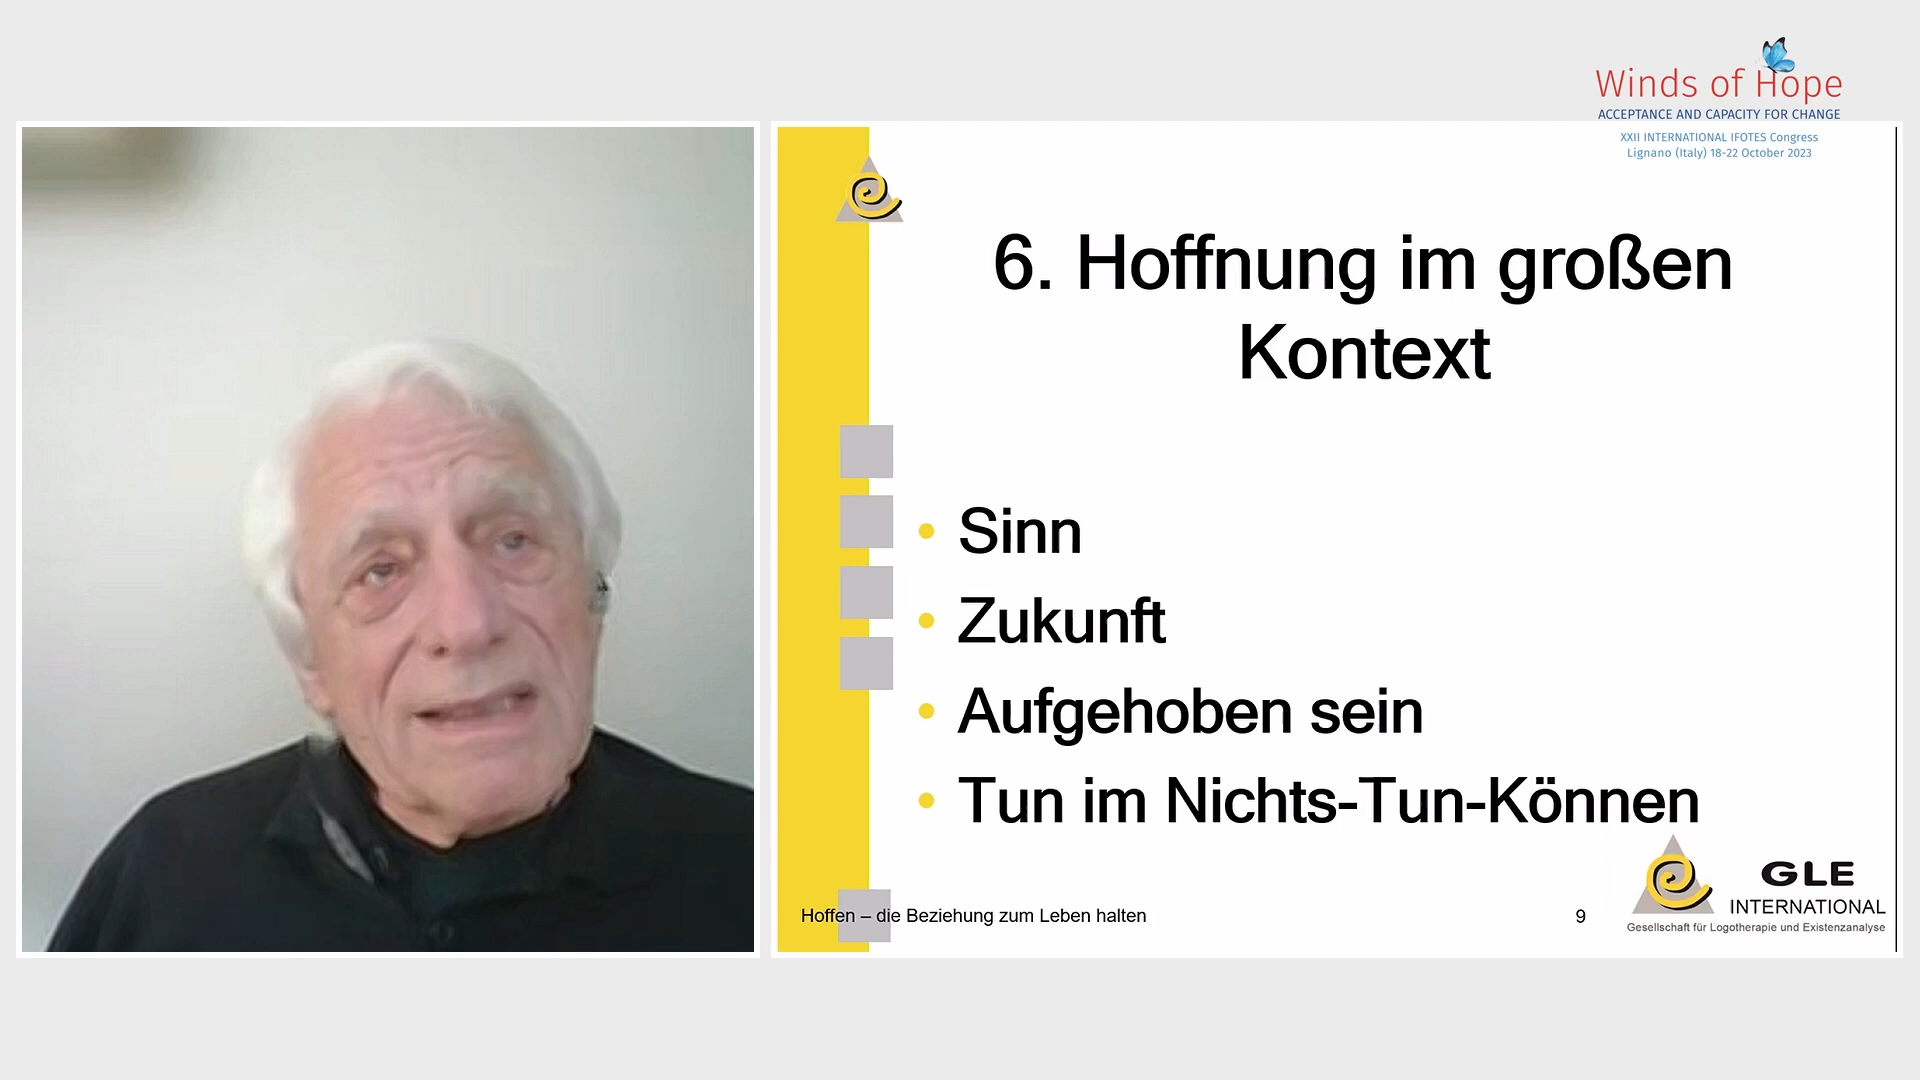 Winds of Hope
ACCEPTANCE AND CAPACITY FOR CHANGE
XXII INTERNATIONAL IFOTES Congress
Lignano (Italy) 18-22 October 2023
6. Hoffnung im großen
Kontext
• Sinn
• Zukunft
• Aufgehoben sein
• Tun im Nichts-Tun-Können
Hoffen – die Beziehung zum Leben halten
9
GLE
INTERNATIONAL
Gesellschaft für Logotherapie und Existenzanalyse